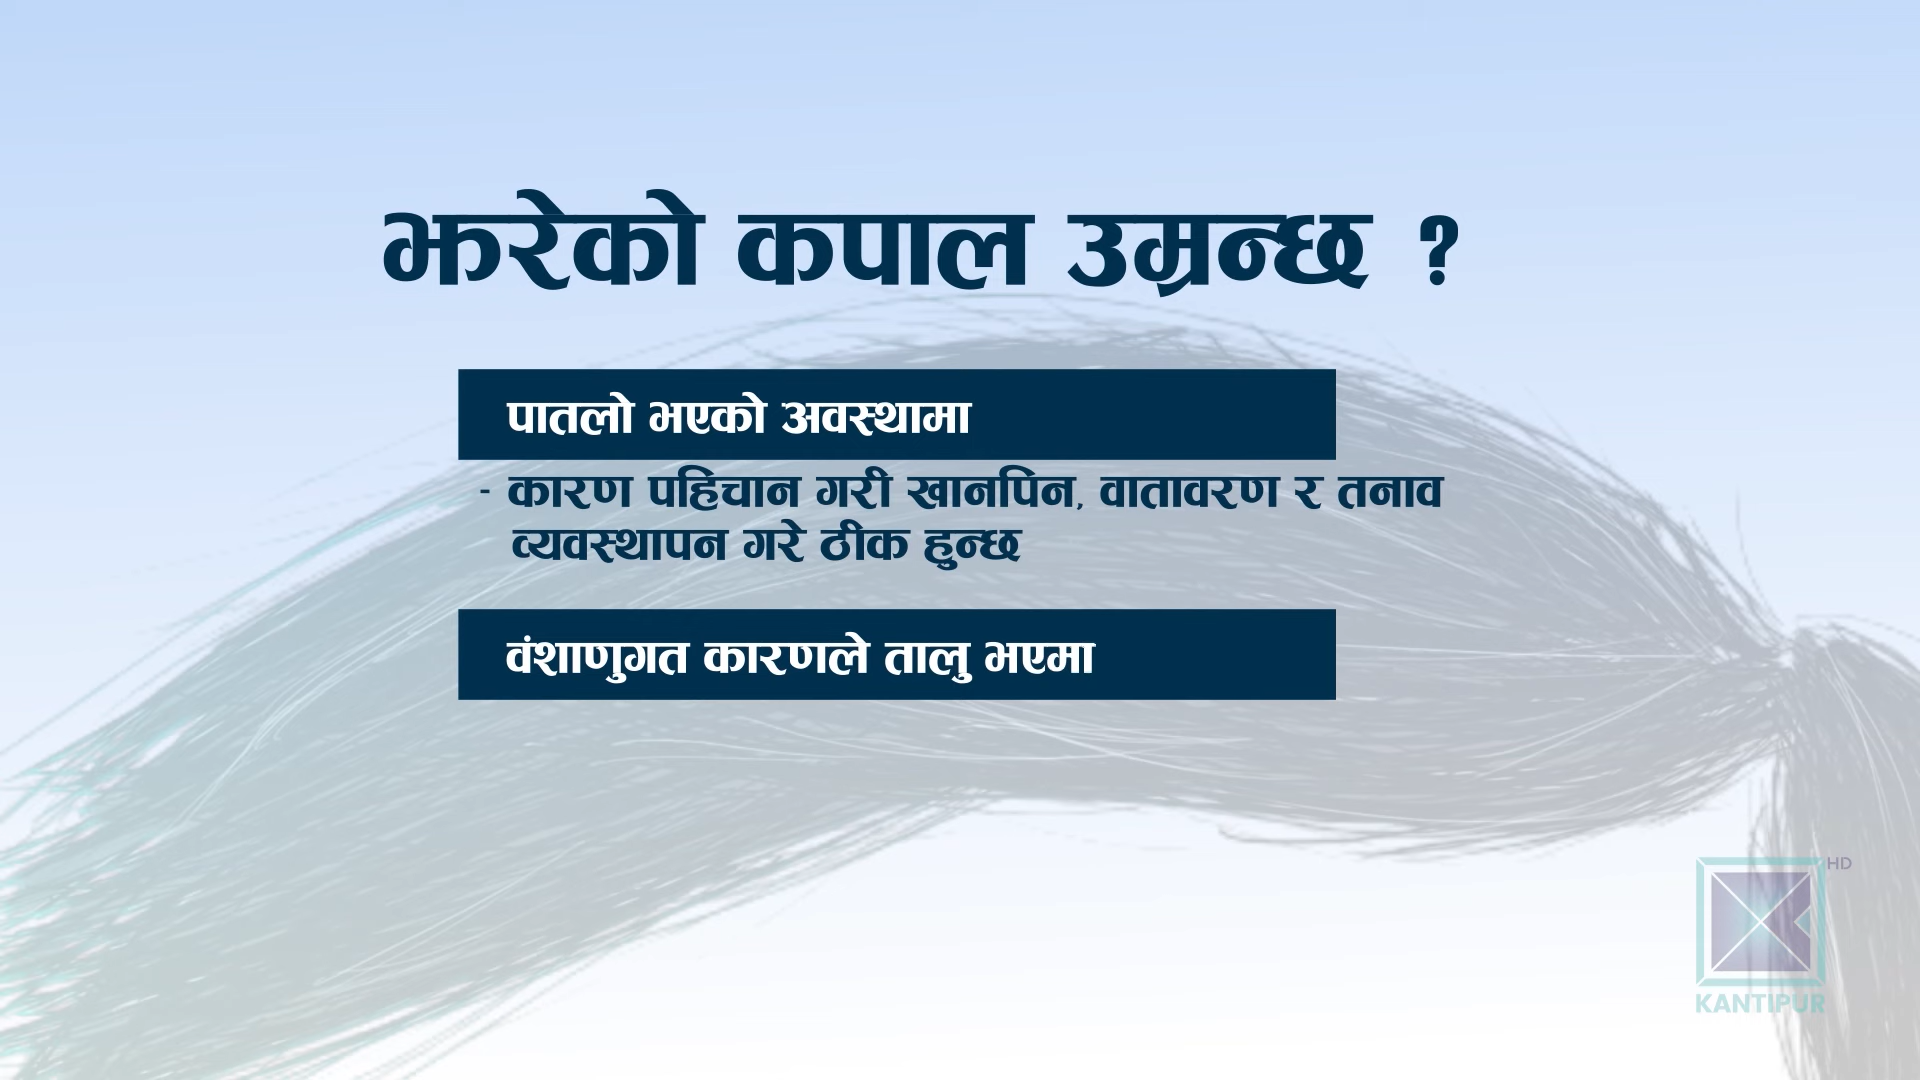 झरेको कपाल उम्रन्छ ?
पातलो भएको अवस्थामा
- कारण पहिचान गरी खानपिन, वातावरण र तनाव
व्यवस्थापन गरे ठीक हुन्छ
वंशाणुगत कारणले तालु भएमा
HD
KANTIPUR